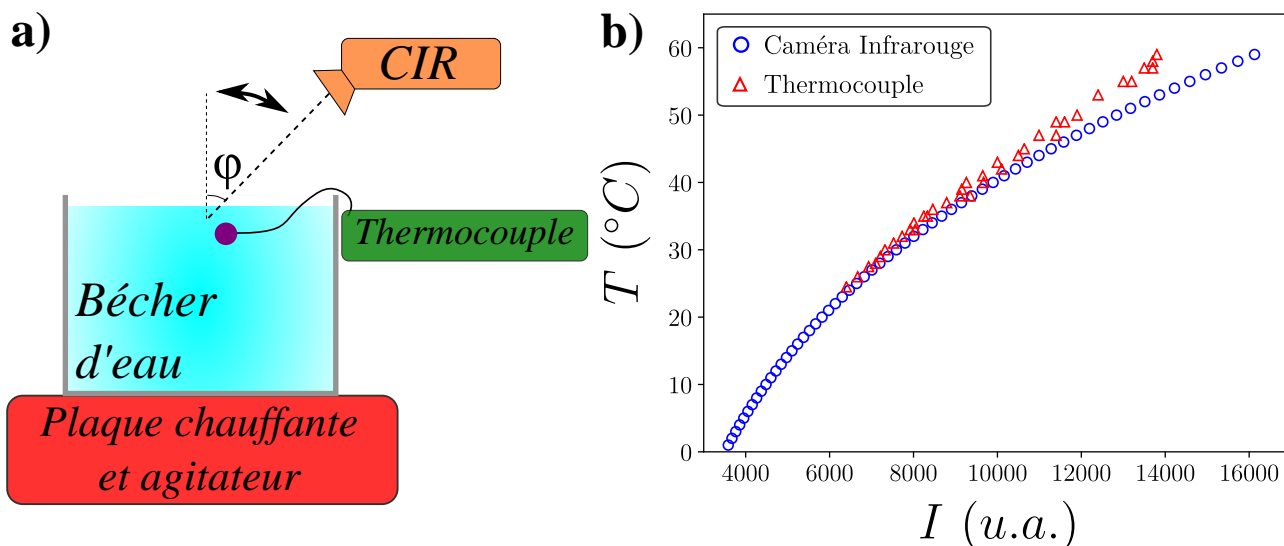 a)
CIR
φ
Thermocouple
Bécher
d'eau
Plaque chauffante
et agitateur
b)
Caméra Infrarouge
Thermocouple
T (°C)
60
50
40
30
20
10
0
4000 6000 8000 10000 12000 14000 16000
I (u.a.)